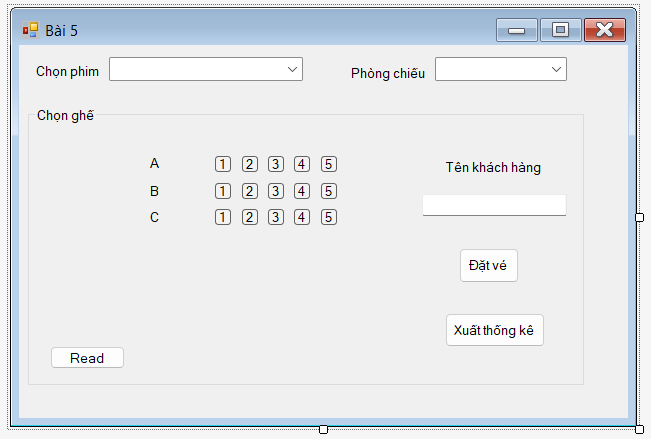 Bài 5
Chọn phim
Phòng chiếu
Chọn ghế
A 1 2 3 4 5
Tên khách hàng
B 1 2 3 4 5
C 1 2 3 4 5
Đặt vé
Xuất thống kê
Read